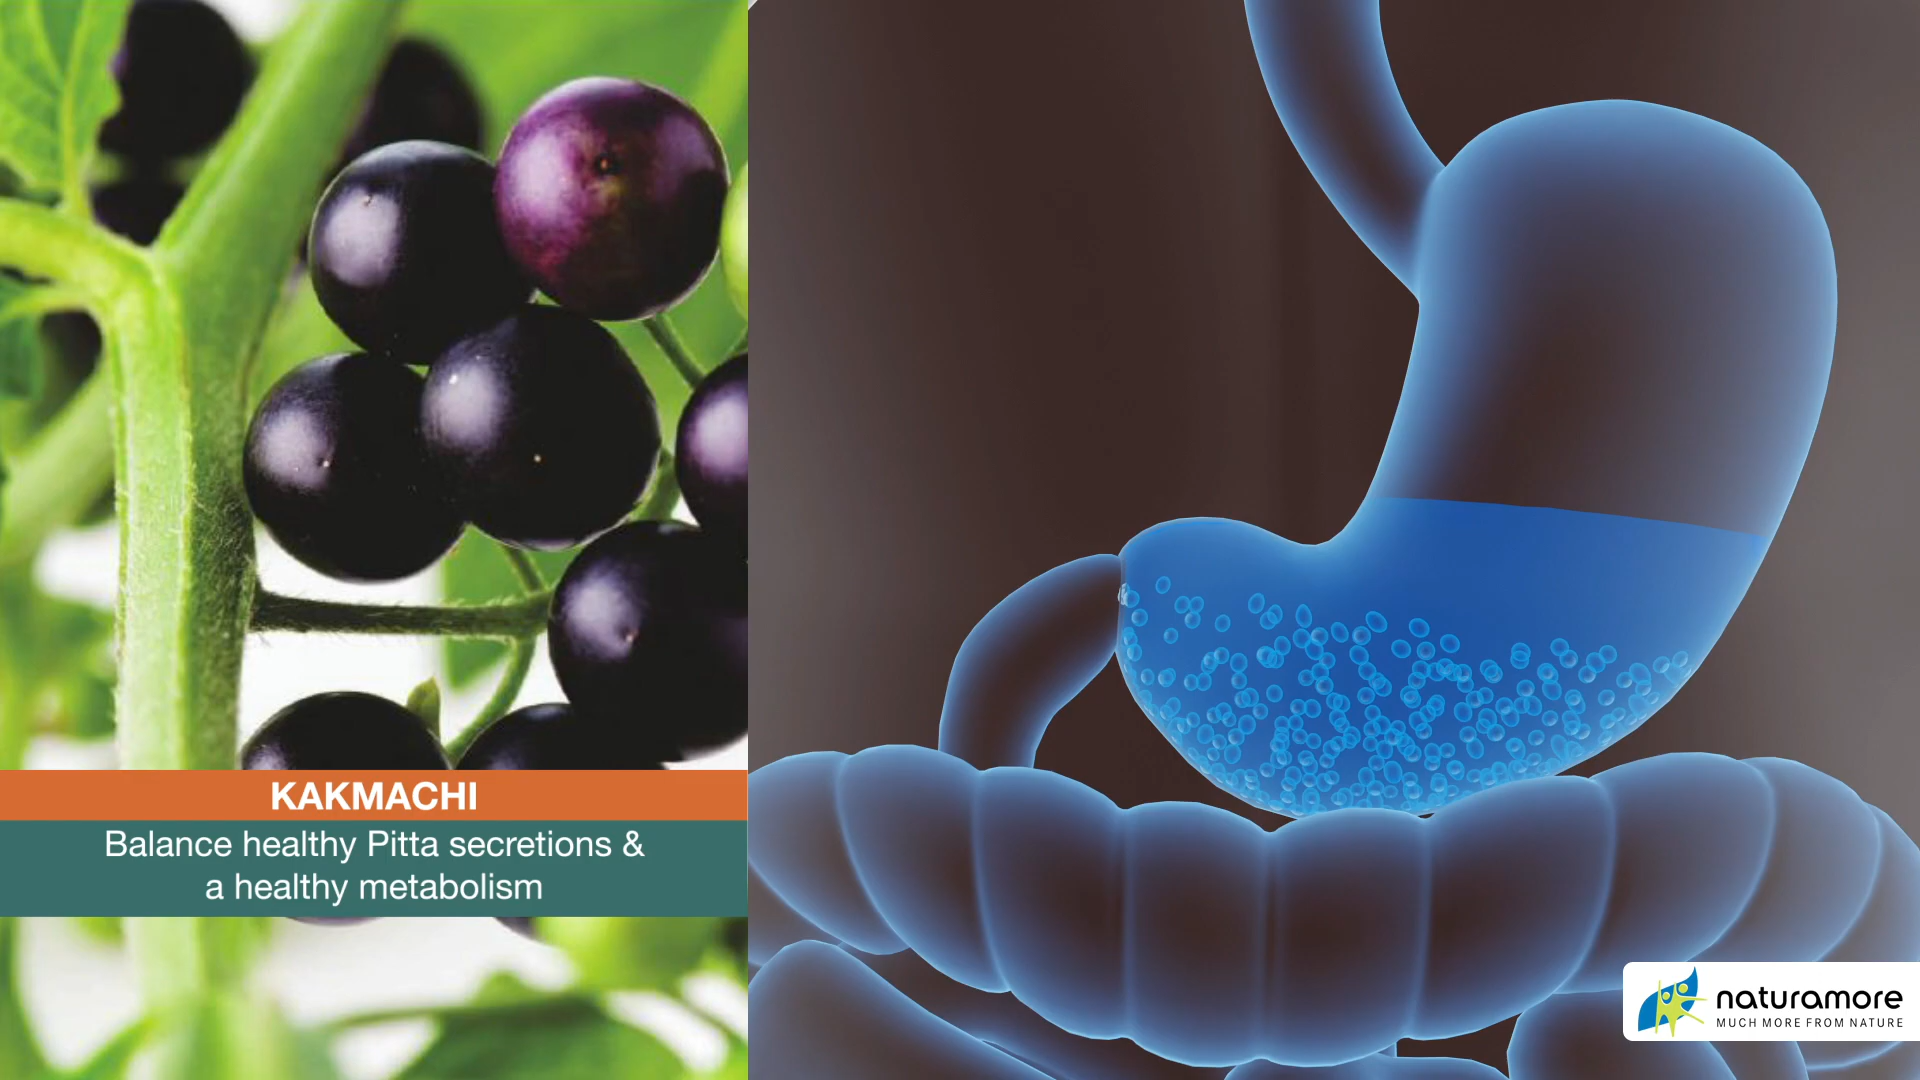 KAKMACHI
Balance healthy Pitta secretions &
a healthy metabolism
naturamore
MUCH MORE FROM NATURE